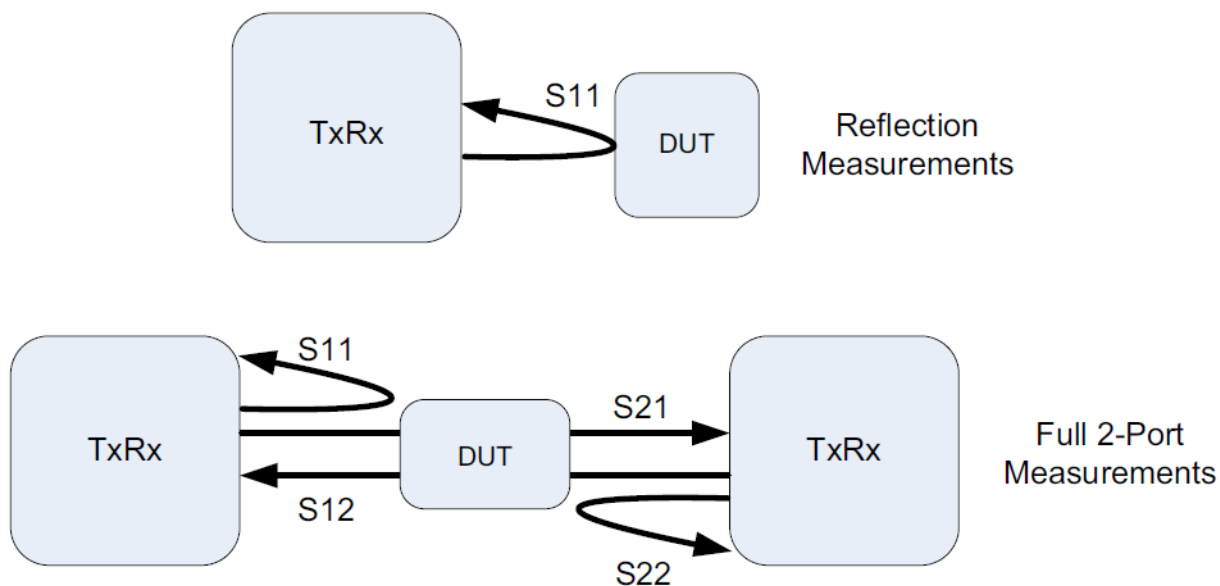 S11
TxRx
DUT
Reflection
Measurements
S11
S21
TxRx
DUT
TxRx
Full 2-Port
Measurements
S12
S22